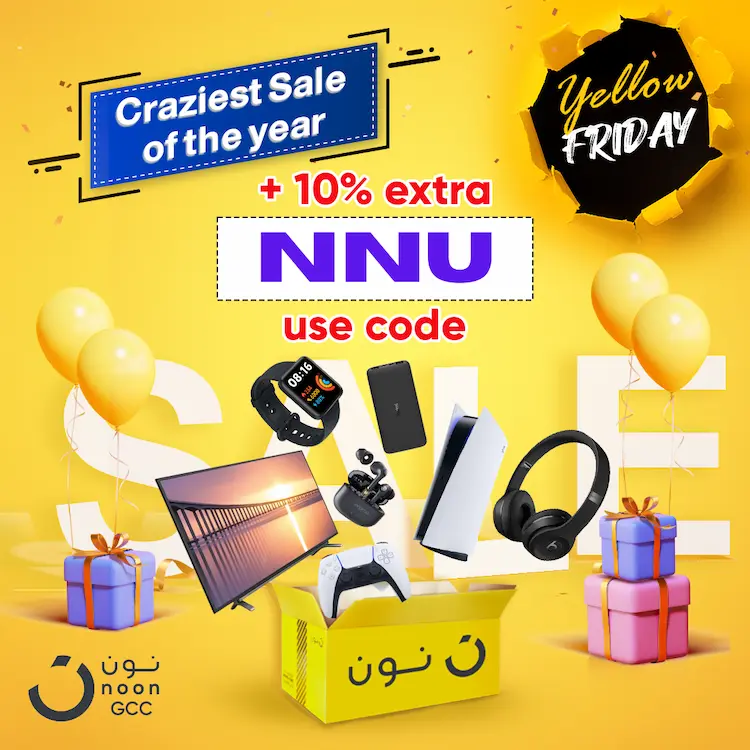 Craziest Sale
of the year
Yellow
FRIDAY
+ 10% extra
NNU
use code
SALE
08:16
نون
نون
noon
GCC